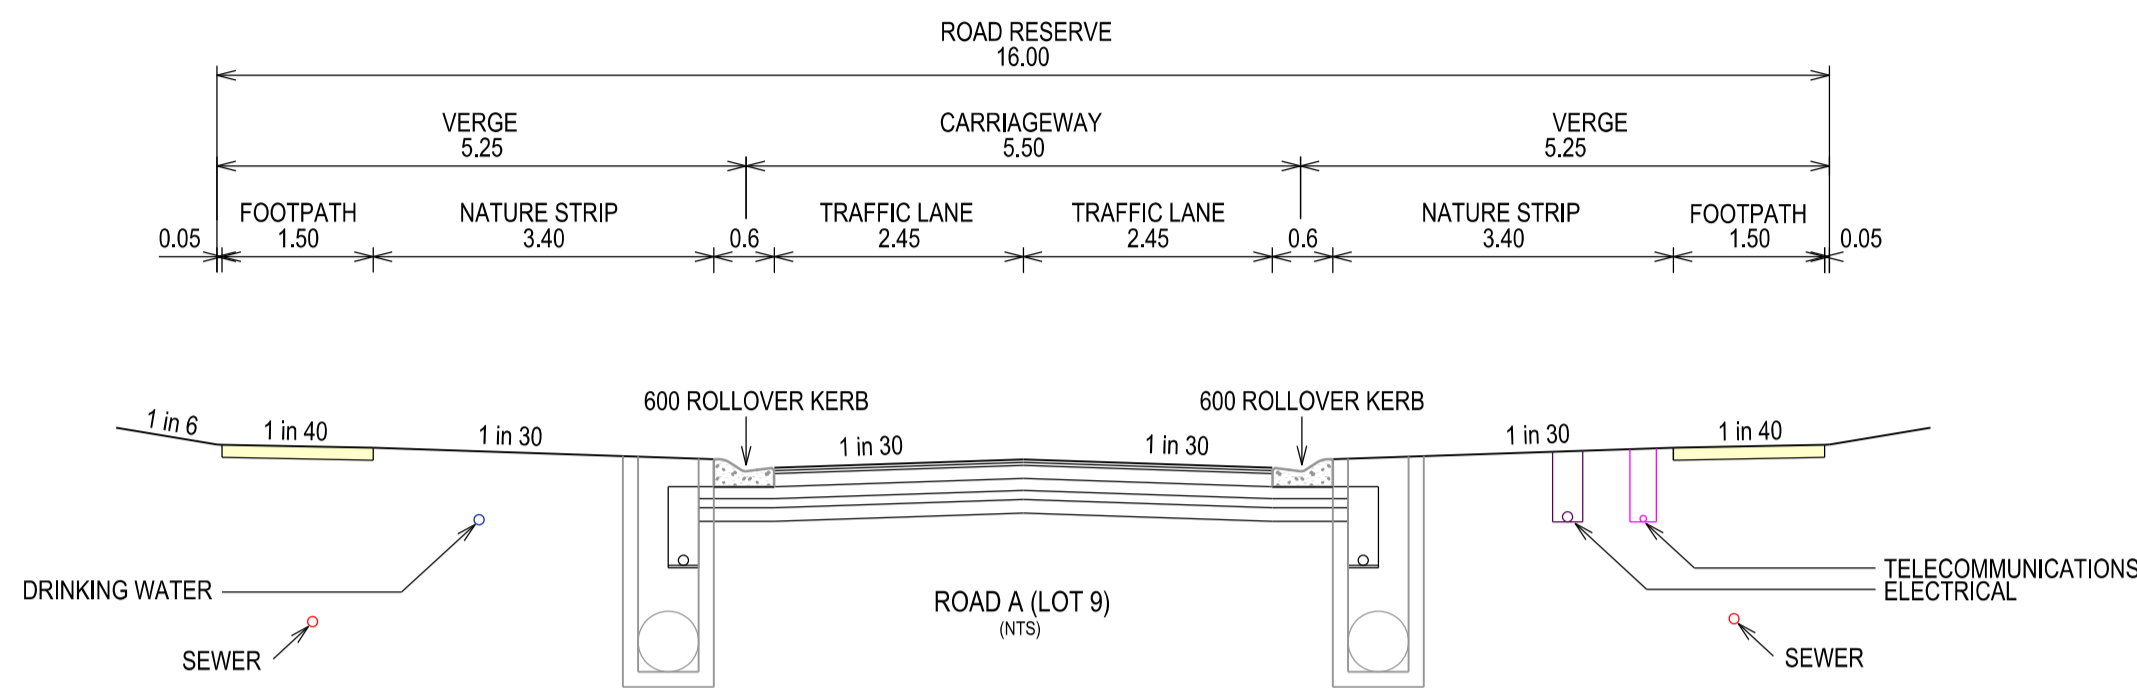 ROAD RESERVE
16.00
VERGE CARRIAGEWAY VERGE
5.25 5.50 5.25
FOOTPATH NATURE STRIP TRAFFIC LANE TRAFFIC LANE NATURE STRIP FOOTPATH
0.05 1.50 3.40 0.6 2.45 2.45 0.6 3.40 1.50 0.05
600 ROLLOVER KERB 600 ROLLOVER KERB
1 in 6 1 in 40 1 in 30 1 in 30 1 in 30 1 in 30 1 in 40
DRINKING WATER
TELECOMMUNICATIONS
ELECTRICAL
ROAD A (LOT 9)
(NTS)
SEWER SEWER